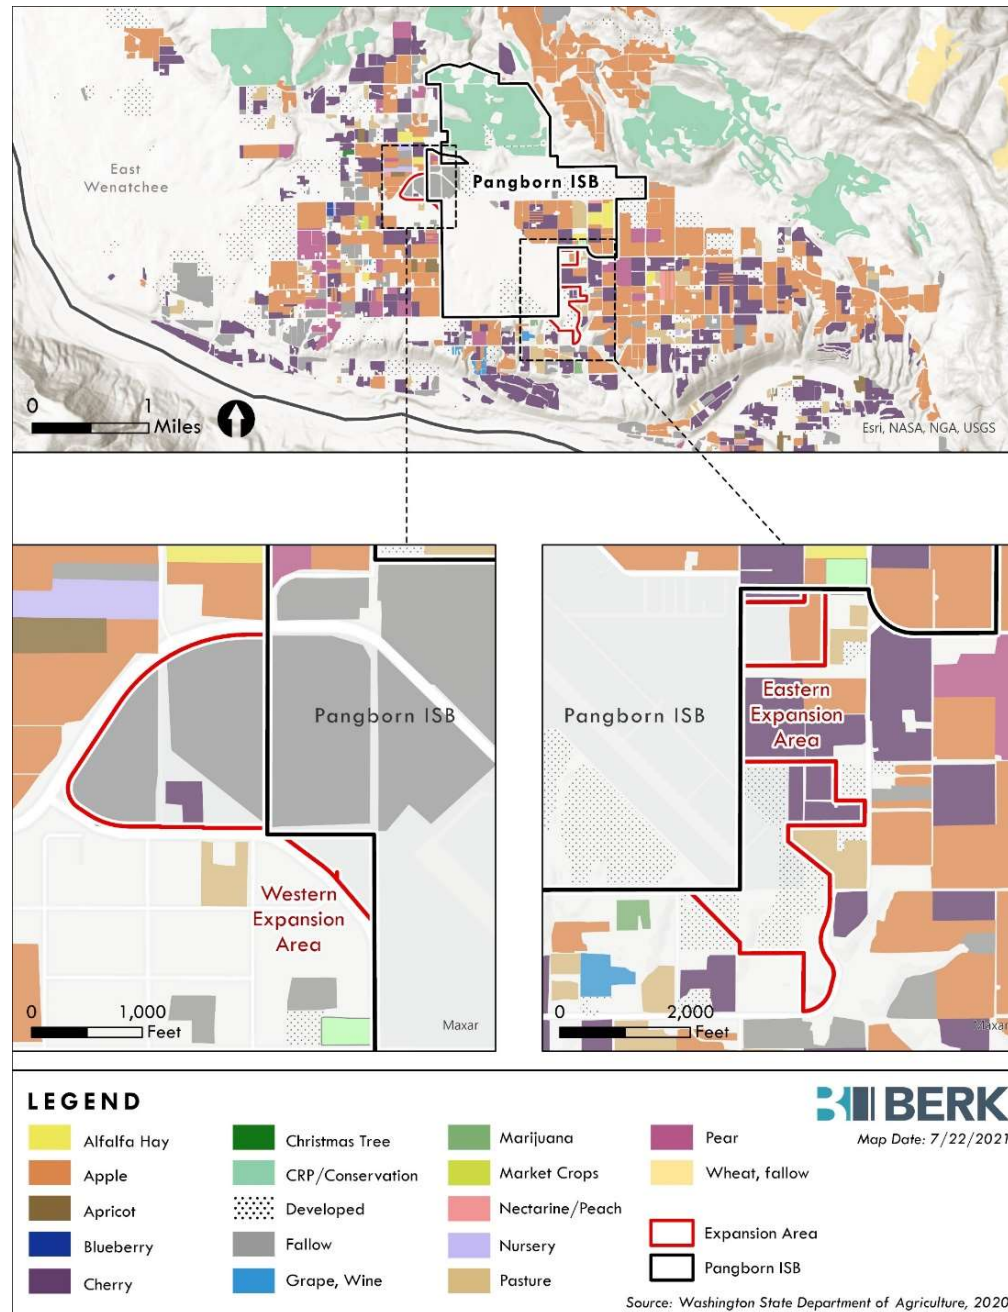 East
Wenatchee
Pangborn ISB
0 1
Miles
Esri, NASA, NGA, USGS
Pangborn ISB
Western
Expansion
Area
0 1,000
Feet
Maxar
Pangborn ISB
Eastern
Expansion
Area
0 2,000
Feet
Maxar
LEGEND
Alfalfa Hay
Apple
Apricot
Blueberry
Cherry
Christmas Tree
CRP/Conservation
Developed
Fallow
Grape, Wine
Marijuana
Market Crops
Nectarine/Peach
Nursery
Pasture
Pear
Wheat, fallow
Expansion Area
Pangborn ISB
BERK
Map Date: 7/22/2021
Source: Washington State Department of Agriculture, 2020